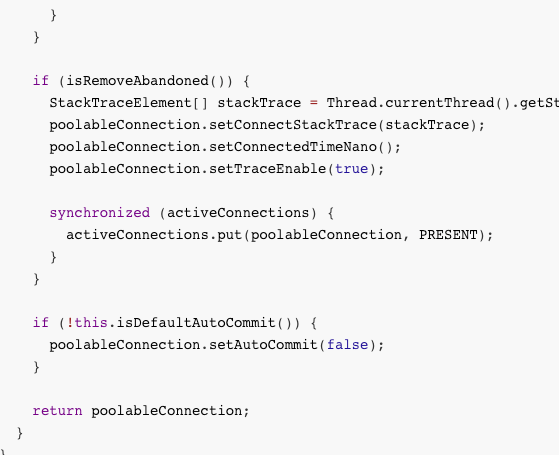 }
}
if (isRemoveAbandoned()) {
StackTraceElement[] stackTrace = Thread.currentThread().getSt
poolableConnection.setConnectStackTrace(stackTrace);
poolableConnection.setConnectedTimeNano();
poolableConnection.setTraceEnable(true);
synchronized (activeConnections) {
activeConnections.put(poolableConnection, PRESENT);
}
}
if (!this.isDefaultAutoCommit()) {
poolableConnection.setAutoCommit(false);
}
return poolableConnection;
}
}